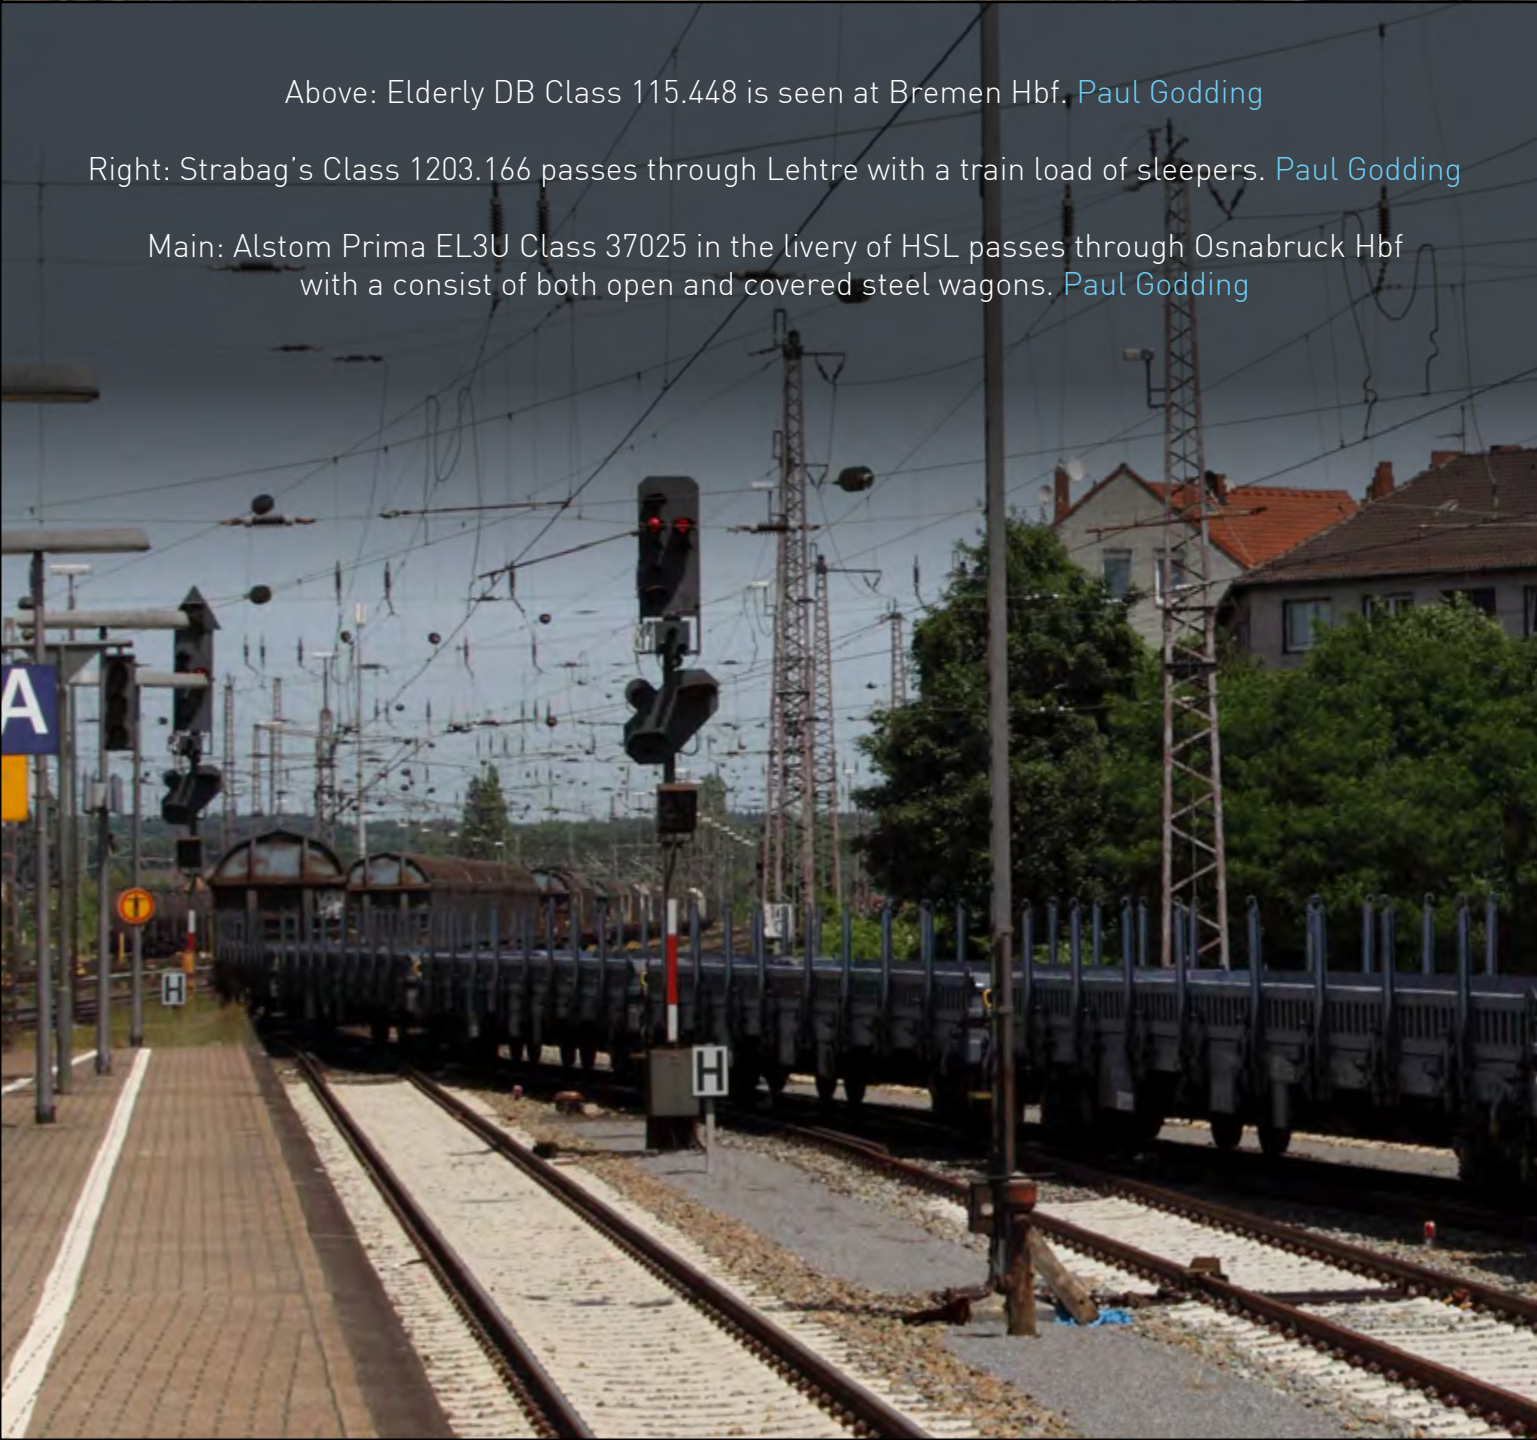 Above: Elderly DB Class 115.448 is seen at Bremen Hbf. Paul Godding
Right: Strabag’s Class 1203.166 passes through Lehtre with a train load of sleepers. Paul Godding
Main: Alstom Prima EL3U Class 37025 in the livery of HSL passes through Osnabruck Hbf
with a consist of both open and covered steel wagons. Paul Godding
A
H
H